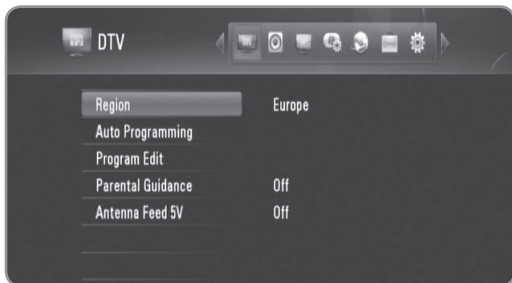 DTV
Region Europe
Auto Programming
Program Edit
Parental Guidance Off
Antenna Feed 5V Off